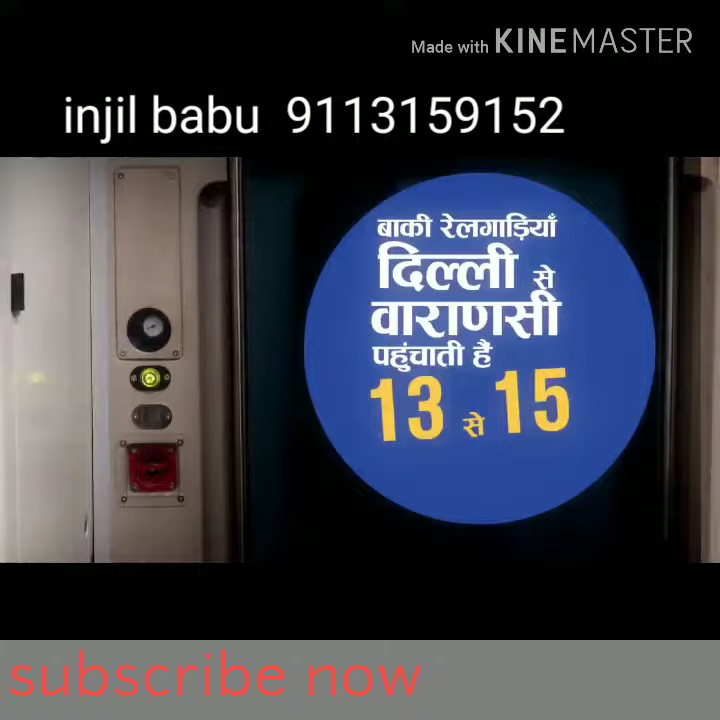 Made with KINEMASTER
injil babu 9113159152
बाकी रेलगाड़ियाँ
दिल्ली से
वाराणसी
पहुंचाती हैं
13 से 15
subscribe now